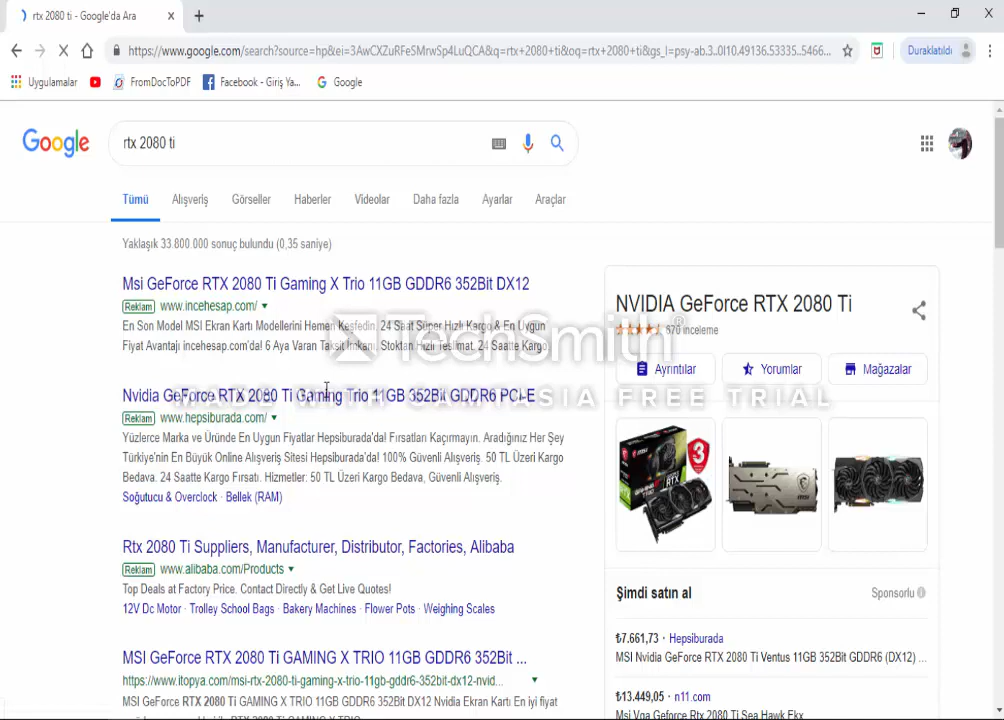 rtx 2080 ti - Google'da Ara
https://www.google.com/search?source=hp&ei=3AwCXZuRFeSMrwSp4LuQCA&q=rtx+2080+ti&oq=rtx+2080+ti&gs_l=psy-ab.3..0l10.49136.53335..5466...
Duraklatıldı
Uygulamalar
FromDocToPDF
Facebook - Giriş Ya...
Google
Google
rtx 2080 ti
Tümü
Alışveriş
Görseller
Haberler
Videolar
Daha fazla
Ayarlar
Araçlar
Yaklaşık 33.800.000 sonuç bulundu (0,35 saniye)
Msi GeForce RTX 2080 Ti Gaming X Trio 11GB GDDR6 352Bit DX12
Reklam www.incehesap.com/
En Son Model MSI Ekran Kartı Modellerini Hemen Keşfedin. 24 Saat Süper Hızlı Kargo & En Uygun
Fiyat Avantajı incehesap.com'da! 6 Aya Varan Taksit İmkanı. Stoktan Hızlı Teslimat. 24 Saatte Kargo.
Nvidia GeForce RTX 2080 Ti Gaming Trio 11GB 352Bit GDDR6 PCI-E
Reklam www.hepsiburada.com/
Yüzlerce Marka ve Üründe En Uygun Fiyatlar Hepsiburada'da! Fırsatları Kaçırmayın. Aradığınız Her Şey
Türkiye'nin En Büyük Online Alışveriş Sitesi Hepsiburada'da! 100% Güvenli Alışveriş. 50 TL Üzeri Kargo
Bedava. 24 Saatte Kargo Fırsatı. Hizmetler: 50 TL Üzeri Kargo Bedava, Güvenli Alışveriş.
Soğutucu & Overclock · Bellek (RAM)
Rtx 2080 Ti Suppliers, Manufacturer, Distributor, Factories, Alibaba
Reklam www.alibaba.com/Products
Top Deals at Factory Price. Contact Directly & Get Live Quotes!
12V Dc Motor · Trolley School Bags · Bakery Machines · Flower Pots · Weighing Scales
MSI GeForce RTX 2080 Ti GAMING X TRIO 11GB GDDR6 352Bit ...
https://www.itopya.com/msi-rtx-2080-ti-gaming-x-trio-11gb-gddr6-352bit-dx12-nvid...
MSI GeForce RTX 2080 Ti GAMING X TRIO 11GB GDDR6 352Bit DX12 Nvidia Ekran Kartı En iyi fiyat
RTX 2080 Ti GAMING X TRIO
NVIDIA GeForce RTX 2080 Ti
670 inceleme
Ayrıntılar
Yorumlar
Mağazalar
Şimdi satın al
Sponsorlu
₺7.661,73 · Hepsiburada
MSI Nvidia GeForce RTX 2080 Ti Ventus 11GB 352Bit GDDR6 (DX12) ...
₺13.449,05 · n11.com
Msi Vga Geforce Rtx 2080 Ti Sea Hawk Ekx
TechSmith®
MADE WITH CAMTASIA FREE TRIAL